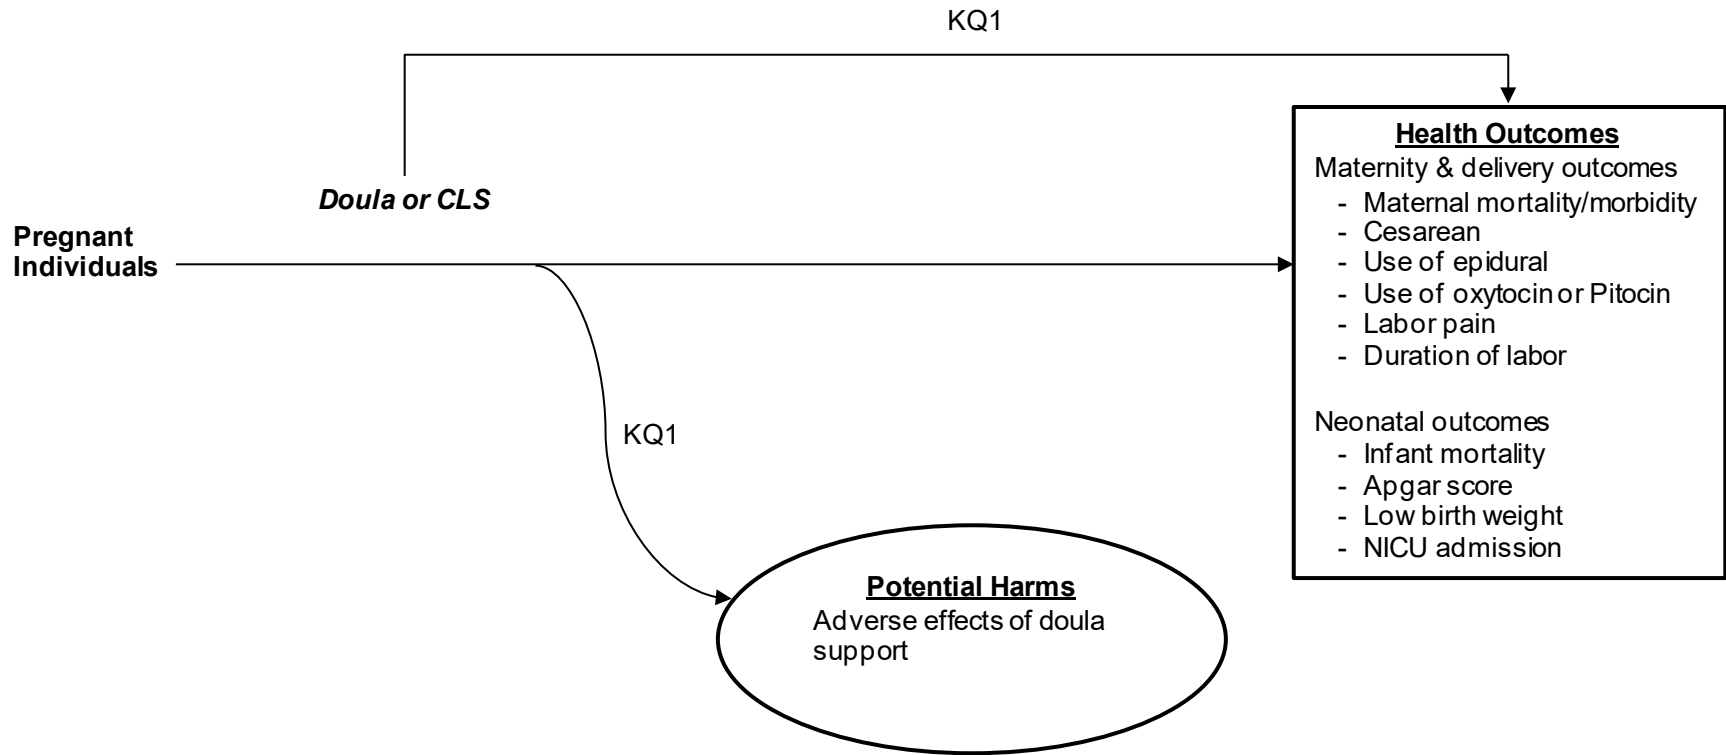 KQ1
Doula or CLS
Pregnant
Individuals
Health Outcomes
Maternity & delivery outcomes
- Maternal mortality/morbidity
- Cesarean
- Use of epidural
- Use of oxytocin or Pitocin
- Labor pain
- Duration of labor
Neonatal outcomes
- Infant mortality
- Apgar score
- Low birth weight
- NICU admission
KQ1
Potential Harms
Adverse effects of doula
support